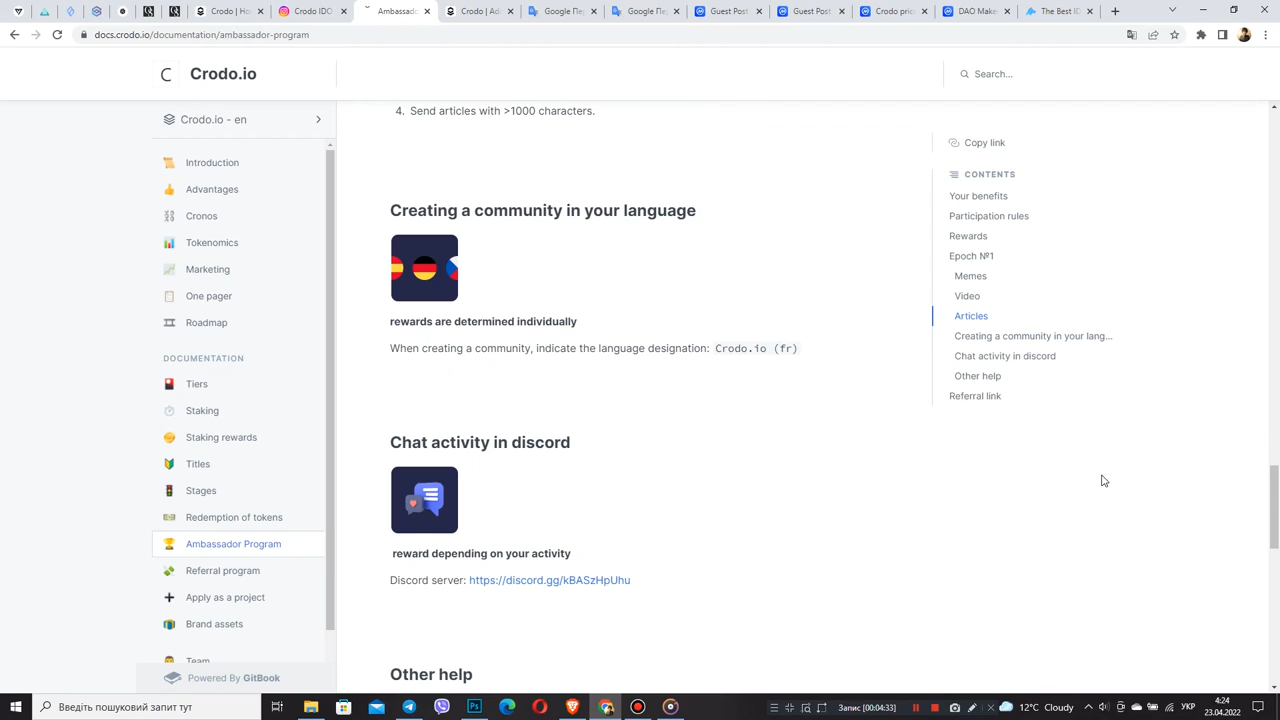 Crodo | Ho
Instagram
Crodo IDO
Ambassado
Crodo | Ad
Google Пе
Google Пе
Guest Post
Guest Post
Crodo pric
DAO Make
The Best ID
docs.crodo.io/documentation/ambassador-program
C Crodo.io
Search...
Crodo.io - en
Introduction
Advantages
Cronos
Tokenomics
Marketing
One pager
Roadmap
DOCUMENTATION
Tiers
Staking
Staking rewards
Titles
Stages
Redemption of tokens
Ambassador Program
Referral program
Apply as a project
Brand assets
Team
Powered By GitBook
4. Send articles with >1000 characters.
Creating a community in your language
rewards are determined individually
When creating a community, indicate the language designation: Crodo.io (fr)
Chat activity in discord
reward depending on your activity
Discord server: https://discord.gg/kBASzHpUhu
Other help
Copy link
CONTENTS
Your benefits
Participation rules
Rewards
Epoch №1
Memes
Video
Articles
Creating a community in your lang...
Chat activity in discord
Other help
Referral link
Введіть пошуковий запит тут
Запис [00:04:33]
12°C Cloudy
УКР
4:24
23.04.2022